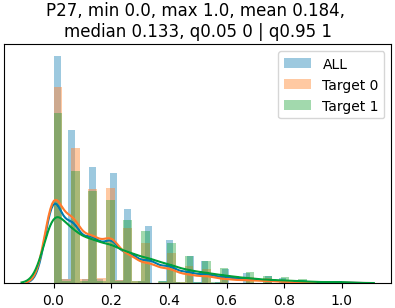 P27, min 0.0, max 1.0, mean 0.184,
median 0.133, q0.05 0 | q0.95 1
ALL
Target 0
Target 1
0.0 0.2 0.4 0.6 0.8 1.0